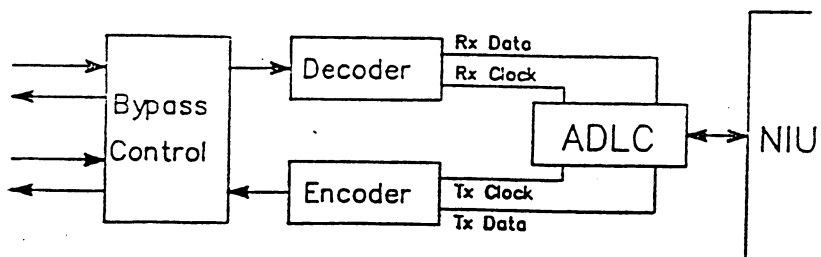 Rx Data
Decoder
Rx Clock
Bypass
Control
ADLC
NIU
Encoder
Tx Clock
Tx Data